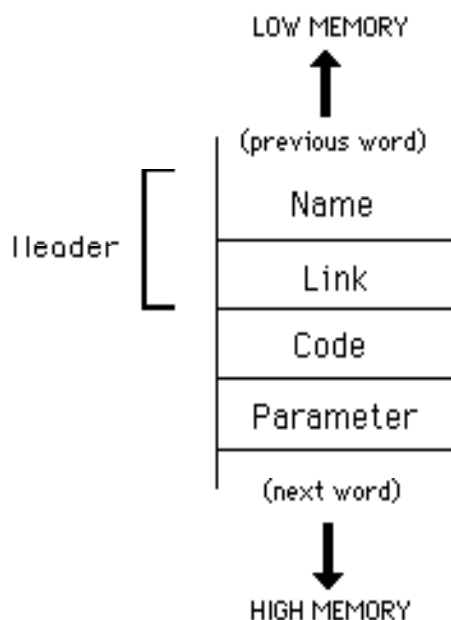 LOW MEMORY
(previous word)
Name
Header
Link
Code
Parameter
(next word)
HIGH MEMORY